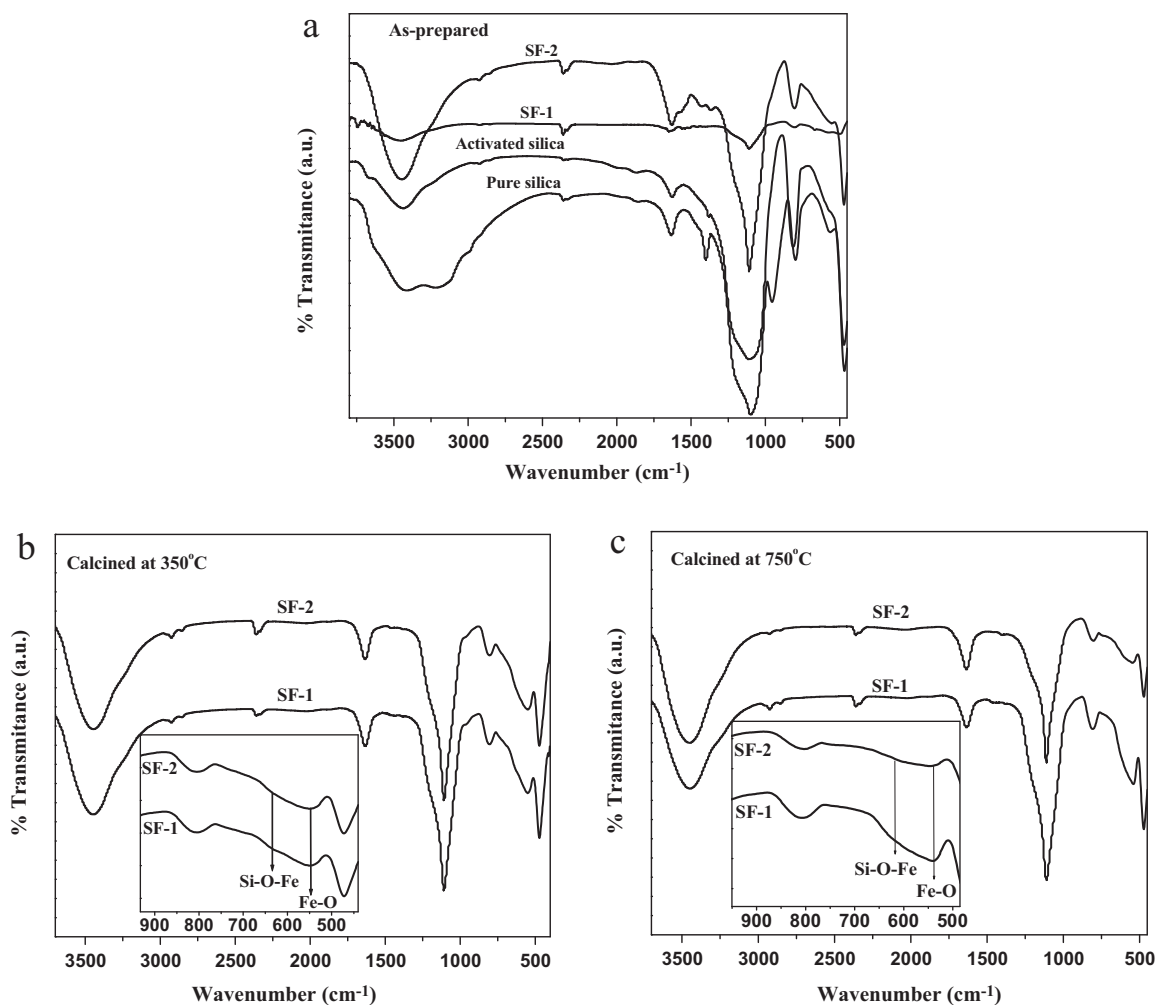 a
As-prepared
SF-2
SF-1
Activated silica
Pure silica
% Transmitance (a.u.)
3500 3000 2500 2000 1500 1000 500
Wavenumber (cm-1)
b
Calcined at 350oC
SF-2
SF-1
SF-2
SF-1
Si-O-Fe
Fe-O
900 800 700 600 500
% Transmitance (a.u.)
3500 3000 2500 2000 1500 1000 500
Wavenumber (cm-1)
c
Calcined at 750oC
SF-2
SF-1
SF-2
SF-1
Si-O-Fe
Fe-O
900 800 700 600 500
% Transmitance (a.u.)
3500 3000 2500 2000 1500 1000 500
Wavenumber (cm-1)